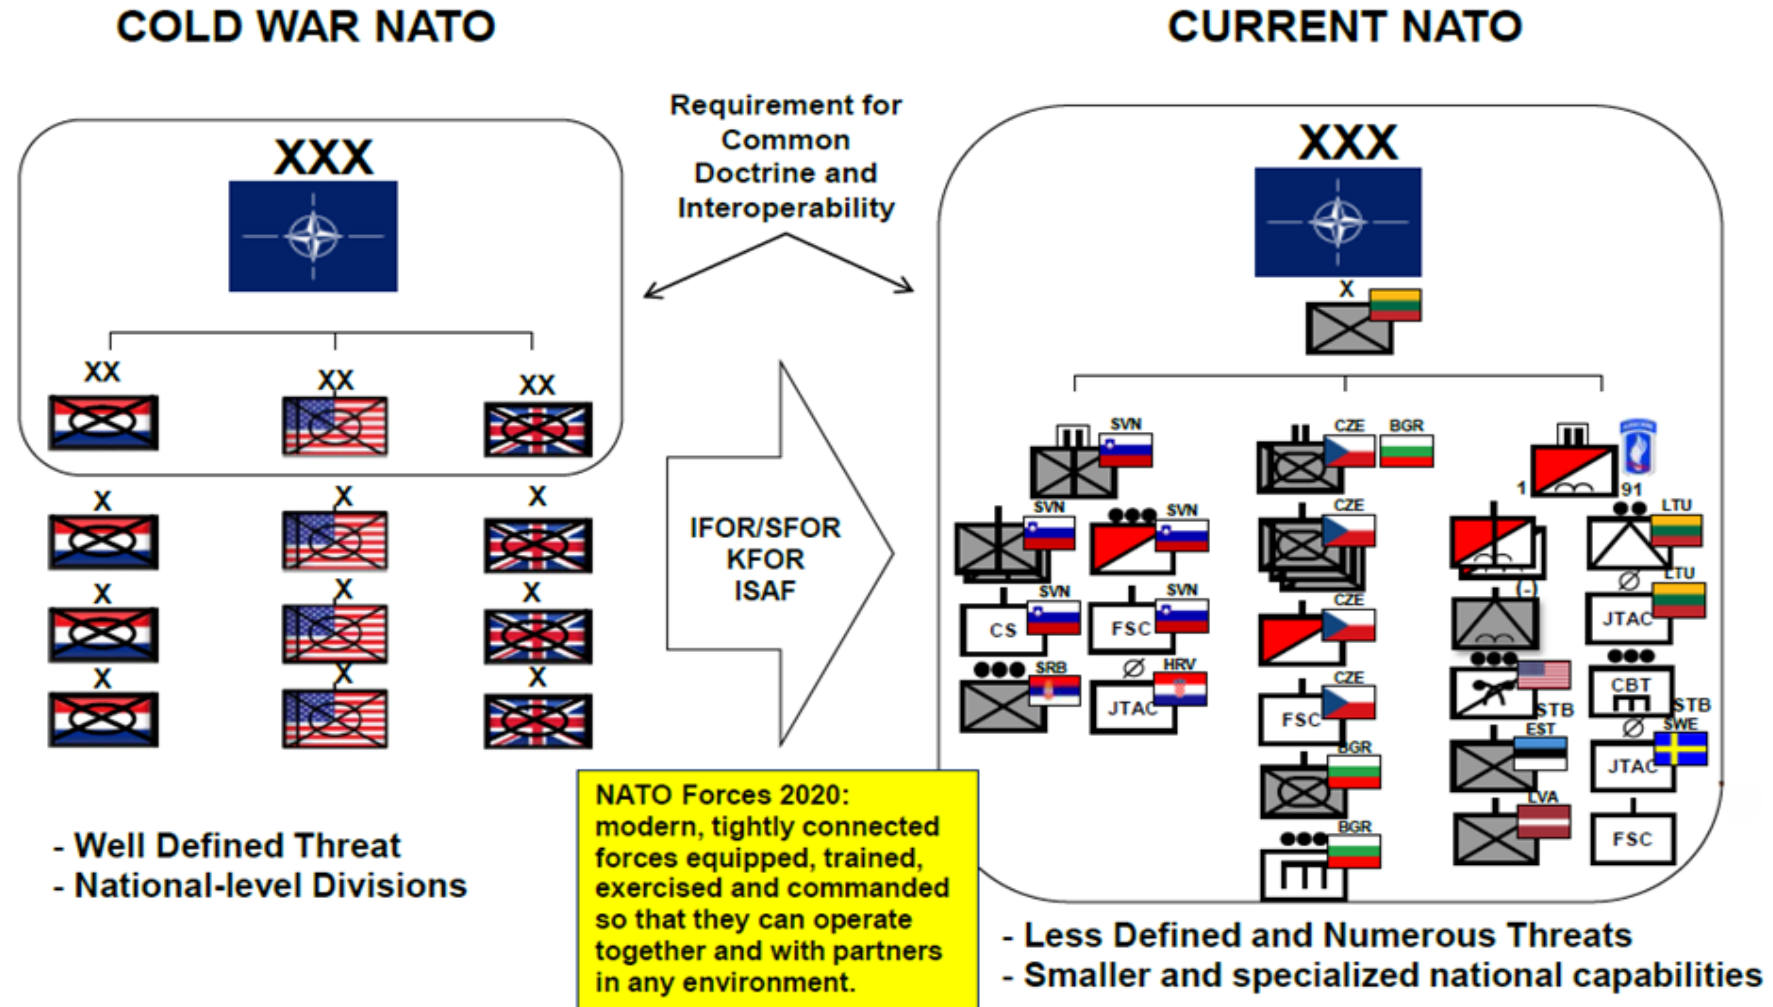 COLD WAR NATO
CURRENT NATO
Requirement for
Common
Doctrine and
Interoperability
XXX
XX
XX
XX
X
X
X
X
X
X
X
X
X
- Well Defined Threat
- National-level Divisions
IFOR/SFOR
KFOR
ISAF
NATO Forces 2020:
modern, tightly connected
forces equipped, trained,
exercised and commanded
so that they can operate
together and with partners
in any environment.
XXX
X
SVN
SVN
SVN
SVN
CS
SVN
FSC
SRB
HRV
JTAC
CZE
BGR
CZE
CZE
CZE
FSC
BGR
BGR
AIRBORNE
1
91
LTU
(-)
LTU
JTAC
STB
CBT
STB
EST
SWE
JTAC
LVA
FSC
- Less Defined and Numerous Threats
- Smaller and specialized national capabilities